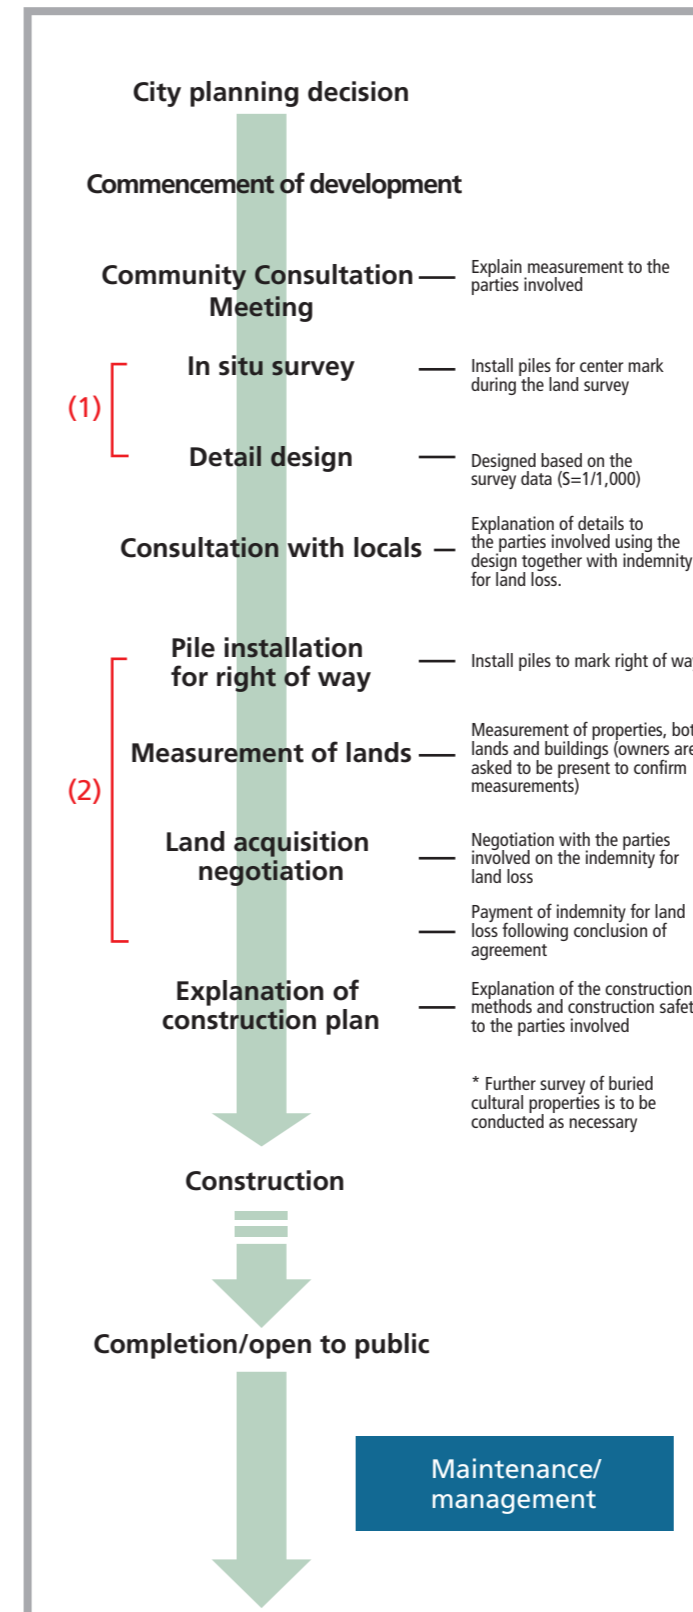 City planning decision
Commencement of development
Community Consultation
Meeting
Explain measurement to the
parties involved
(1)
In situ survey
Install piles for center mark
during the land survey
Detail design
Designed based on the
survey data (S=1/1,000)
Consultation with locals
Explanation of details to
the parties involved using the
design together with indemnity
for land loss.
(2)
Pile installation
for right of way
Install piles to mark right of
Measurement of lands
Measurement of properties,
lands and buildings (owners
asked to be present to confirm
measurements)
Land acquisition
negotiation
Negotiation with the parties
involved on the indemnity for
land loss
Payment of indemnity for land
loss following conclusion of
agreement
Explanation of
construction plan
Explanation of the construction
methods and construction
to the parties involved
* Further survey of buried
cultural properties is to be
conducted as necessary
Construction
Completion/open to public
Maintenance/
management